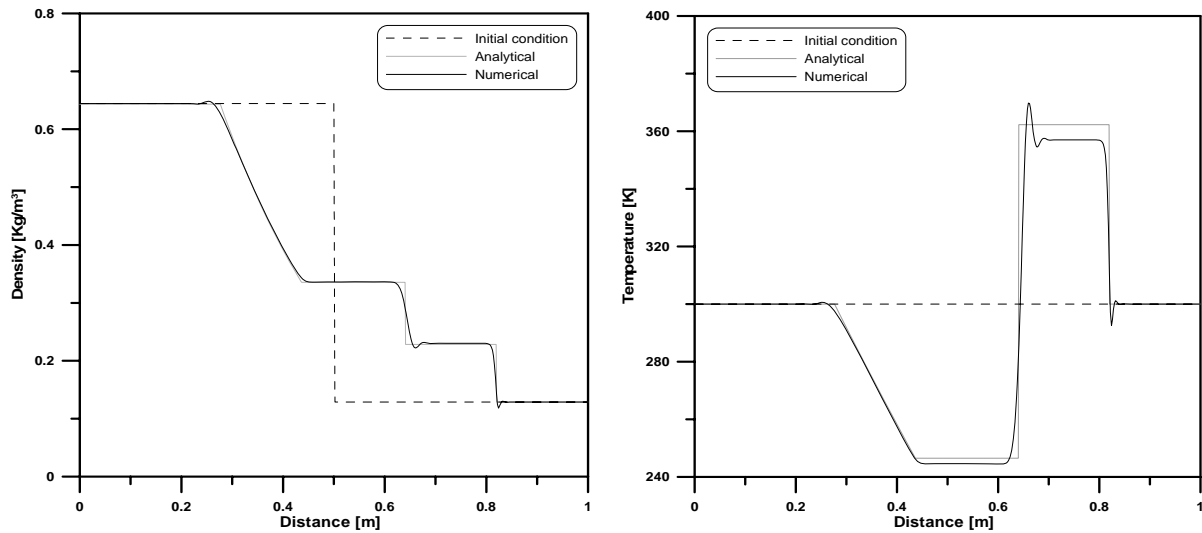 0.8
0.6
0.4
0.2
0
Density [Kg/m³]
Initial condition
Analytical
Numerical
0 0.2 0.4 0.6 0.8 1
Distance [m]
400
360
320
280
240
Temperature [K]
Initial condition
Analytical
Numerical
0 0.2 0.4 0.6 0.8 1
Distance [m]